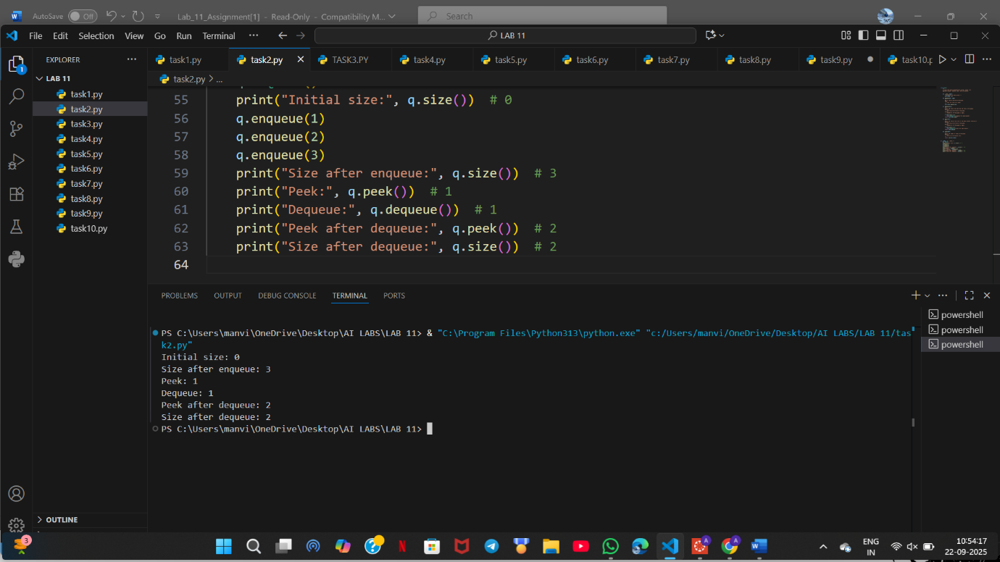 AutoSave Off Lab_11_Assignment[1] - Read-Only - Compatibility M... Search
File Edit Selection View Go Run Terminal ... LAB 11
EXPLORER ...
task1.py task2.py TASK3.PY task4.py task5.py task6.py task7.py task8.py task9.py task10.p
LAB 11
task2.py > ...
task1.py
task2.py
task3.py
task4.py
task5.py
task6.py
task7.py
task8.py
task9.py
task10.py
55 print("Initial size:", q.size()) # 0
56 q.enqueue(1)
57 q.enqueue(2)
58 q.enqueue(3)
59 print("Size after enqueue:", q.size()) # 3
60 print("Peek:", q.peek()) # 1
61 print("Dequeue:", q.dequeue()) # 1
62 print("Peek after dequeue:", q.peek()) # 2
63 print("Size after dequeue:", q.size()) # 2
64
PROBLEMS OUTPUT DEBUG CONSOLE TERMINAL PORTS
powershell
powershell
powershell
PS C:\Users\manvi\OneDrive\Desktop\AI LABS\LAB 11> & "C:\Program Files\Python313\python.exe" "c:/Users/manvi/OneDrive/Desktop/AI LABS/LAB 11/tas
k2.py"
Initial size: 0
Size after enqueue: 3
Peek: 1
Dequeue: 1
Peek after dequeue: 2
Size after dequeue: 2
PS C:\Users\manvi\OneDrive\Desktop\AI LABS\LAB 11>
OUTLINE
1
3
ENG
IN
10:54:17
22-09-2025